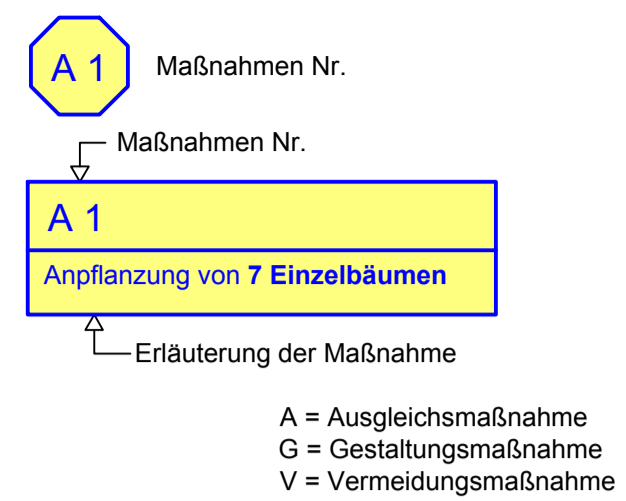 A 1
Maßnahmen Nr.
Maßnahmen Nr.
A 1
Anpflanzung von 7 Einzelbäumen
Erläuterung der Maßnahme
A = Ausgleichsmaßnahme
G = Gestaltungsmaßnahme
V = Vermeidungsmaßnahme